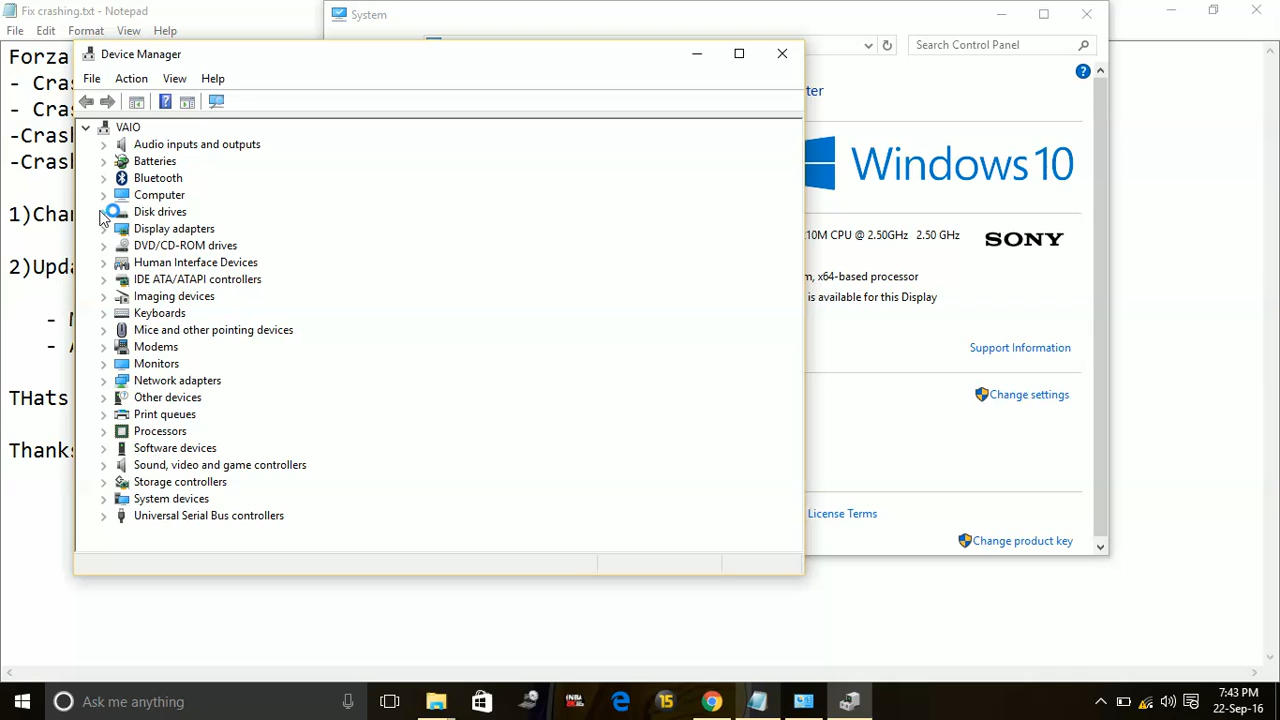 Fix crashing.txt - Notepad
File Edit Format View Help
System
Search Control Panel
Device Manager
File Action View Help
Forza
- Cras
- Cras
-Crash
-Crash
1)Chan
2)Upda
-
-
THats
Thanks
VAIO
Audio inputs and outputs
Batteries
Bluetooth
Computer
Disk drives
Display adapters
DVD/CD-ROM drives
Human Interface Devices
IDE ATA/ATAPI controllers
Imaging devices
Keyboards
Mice and other pointing devices
Modems
Monitors
Network adapters
Other devices
Print queues
Processors
Software devices
Sound, video and game controllers
Storage controllers
System devices
Universal Serial Bus controllers
ter
Windows 10
10M CPU @ 2.50GHz 2.50 GHz
SONY
m, x64-based processor
is available for this Display
Support Information
Change settings
License Terms
Change product key
Ask me anything
15
7:43 PM
22-Sep-16